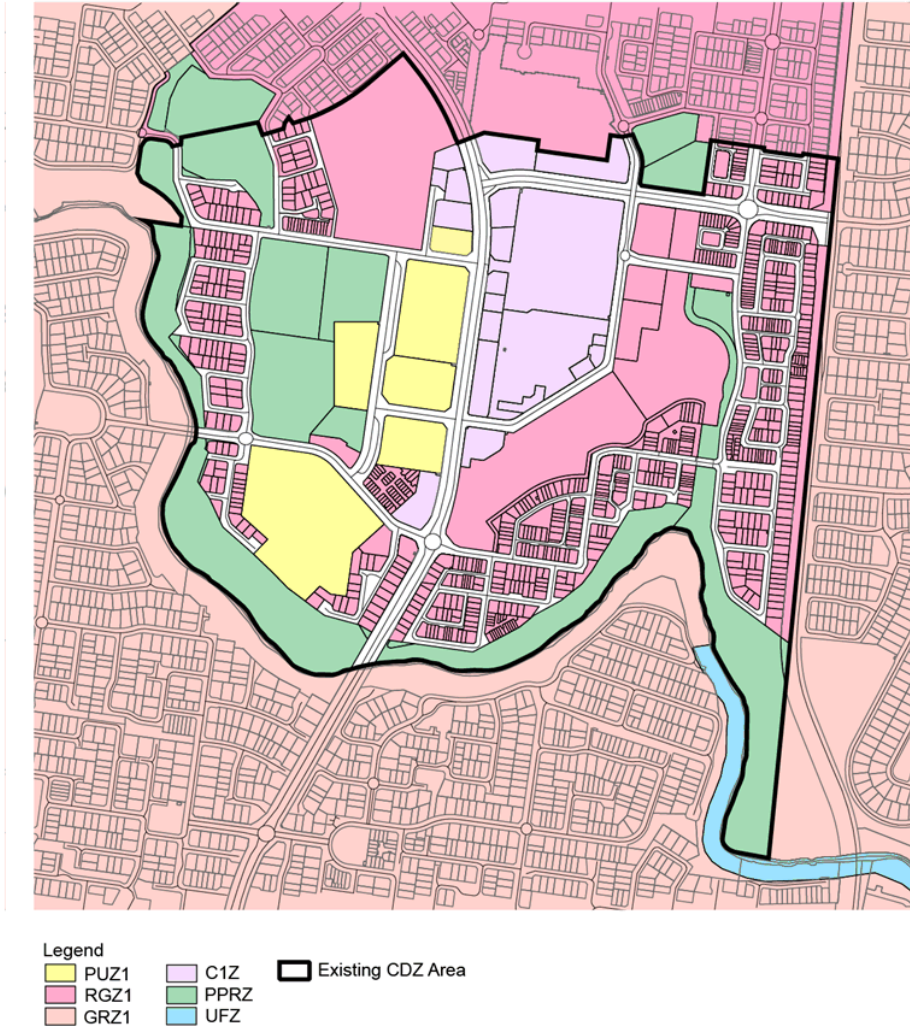 Legend
PUZ1
C1Z
Existing CDZ Area
RGZ1
PPRZ
GRZ1
UFZ